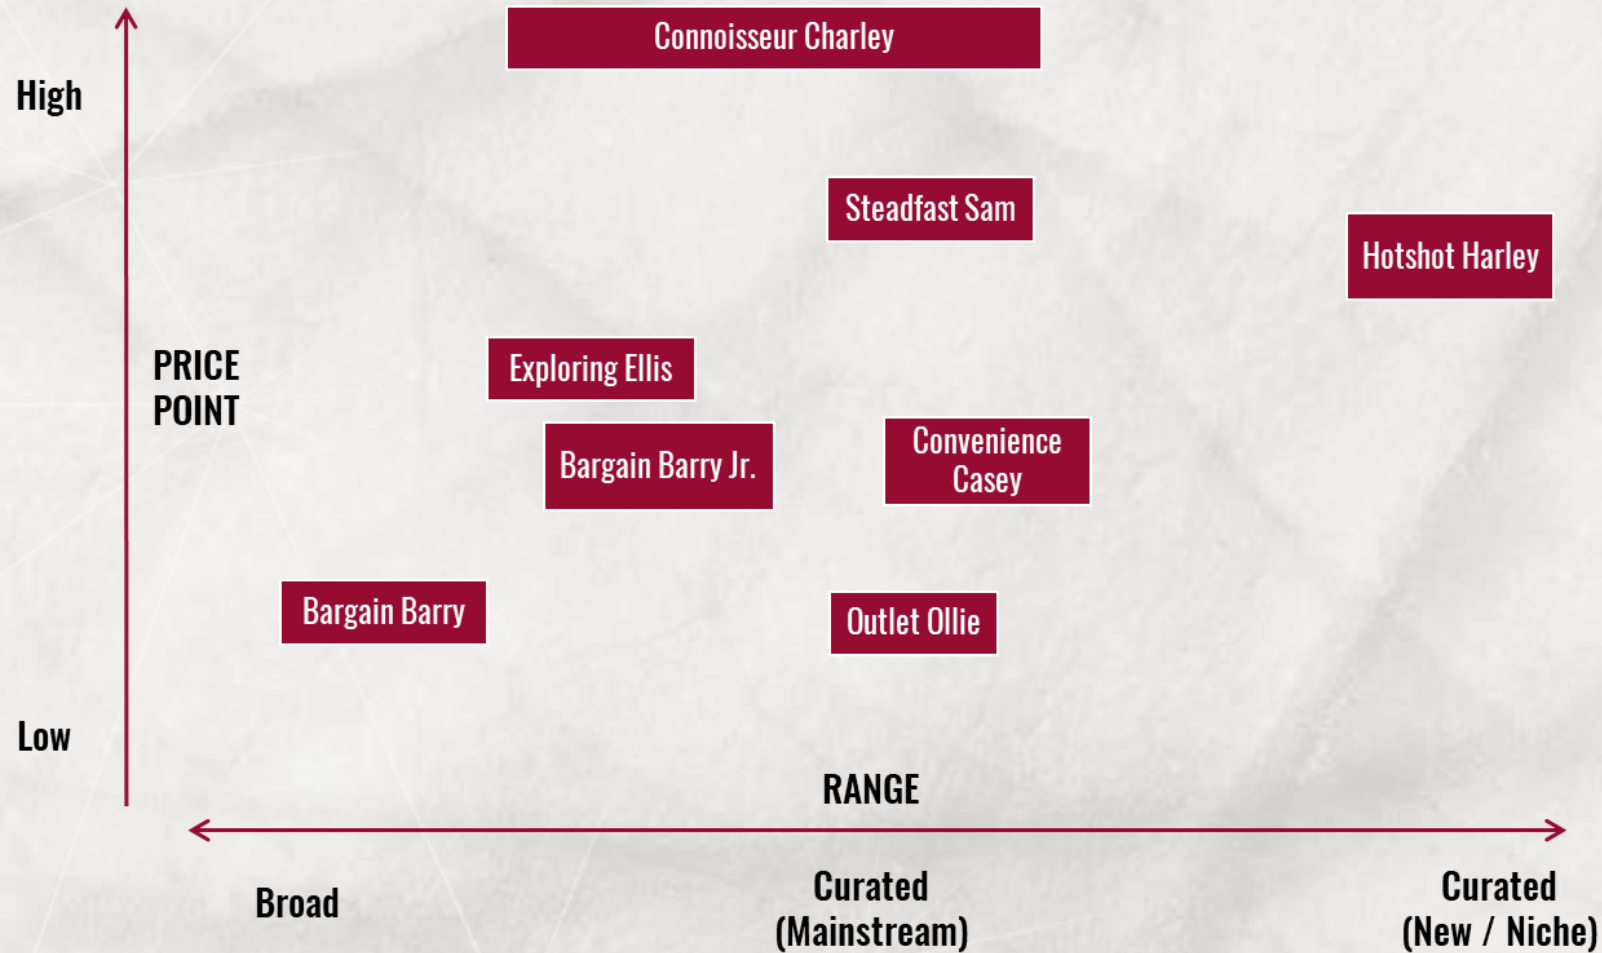 Connoisseur Charley
High
Steadfast Sam
Hotshot Harley
PRICE
POINT
Exploring Ellis
Bargain Barry Jr.
Convenience
Casey
Bargain Barry
Outlet Ollie
Low
RANGE
Broad
Curated
(Mainstream)
Curated
(New / Niche)